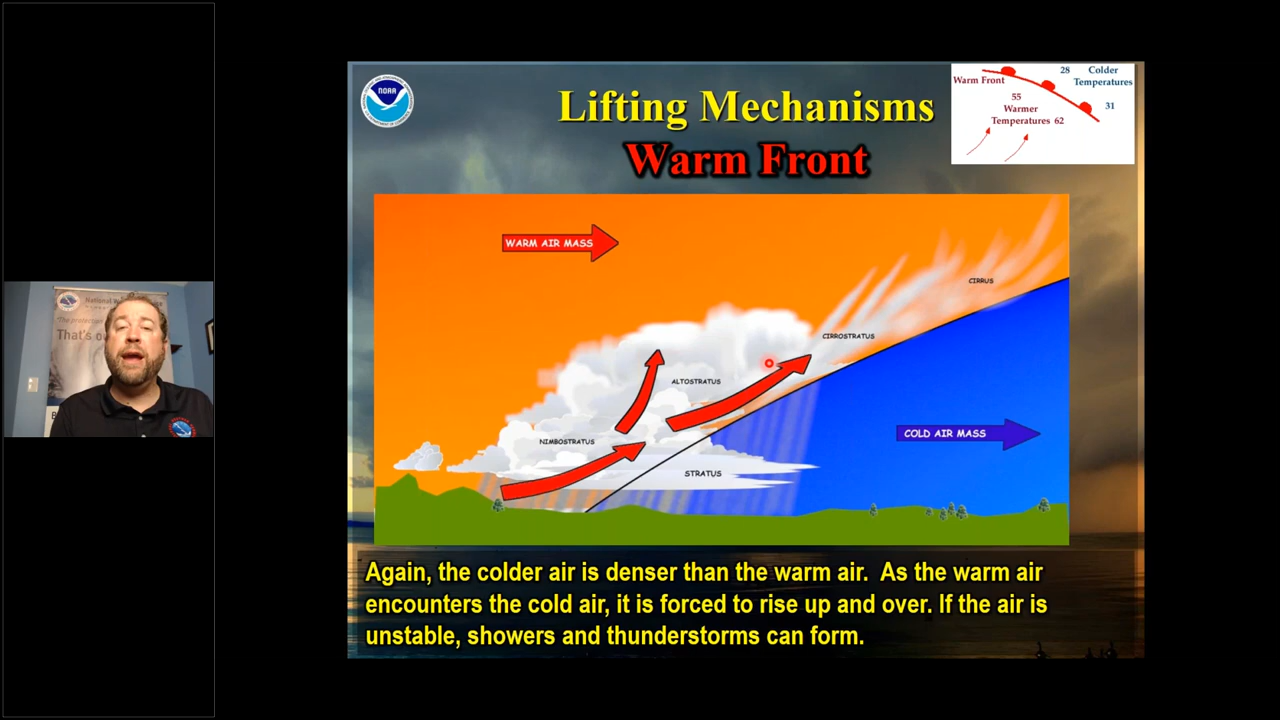 NOAA
Lifting Mechanisms
Warm Front
Warm Front
28 Colder
Temperatures
55
Warmer
Temperatures 62
31
WARM AIR MASS
CIRRUS
CIRROSTRATUS
ALTOSTRATUS
NIMBOSTRATUS
STRATUS
COLD AIR MASS
Again, the colder air is denser than the warm air. As the warm air
encounters the cold air, it is forced to rise up and over. If the air is
unstable, showers and thunderstorms can form.
National
That's